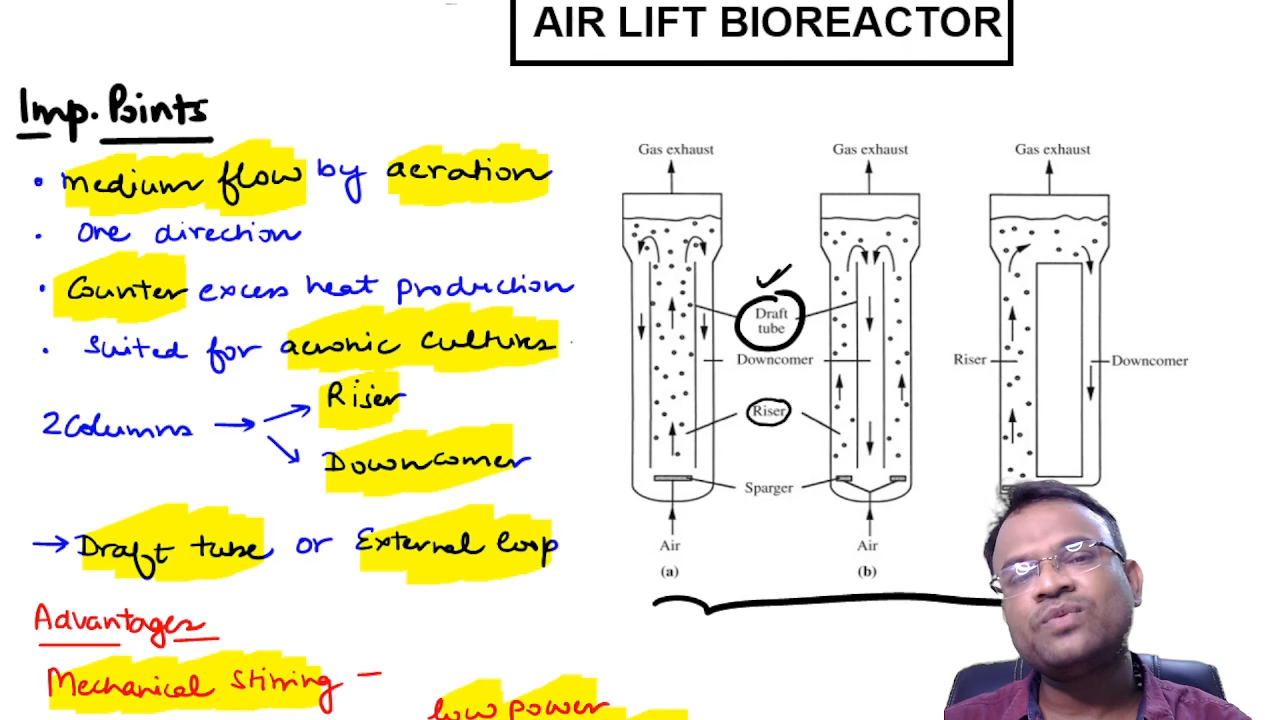 AIR LIFT BIOREACTOR
Imp. Points
• Medium flow by aeration
• One direction
• Counter excess heat production
• Suited for aerobic cultures
2 Columns → Riser
Downcomer
→ Draft tube or External loop
Advantages
Mechanical stirring —
low power
Gas exhaust Gas exhaust Gas exhaust
Draft
tube
Downcomer
Riser Downcomer
Riser
Sparger
Air Air
(a) (b)